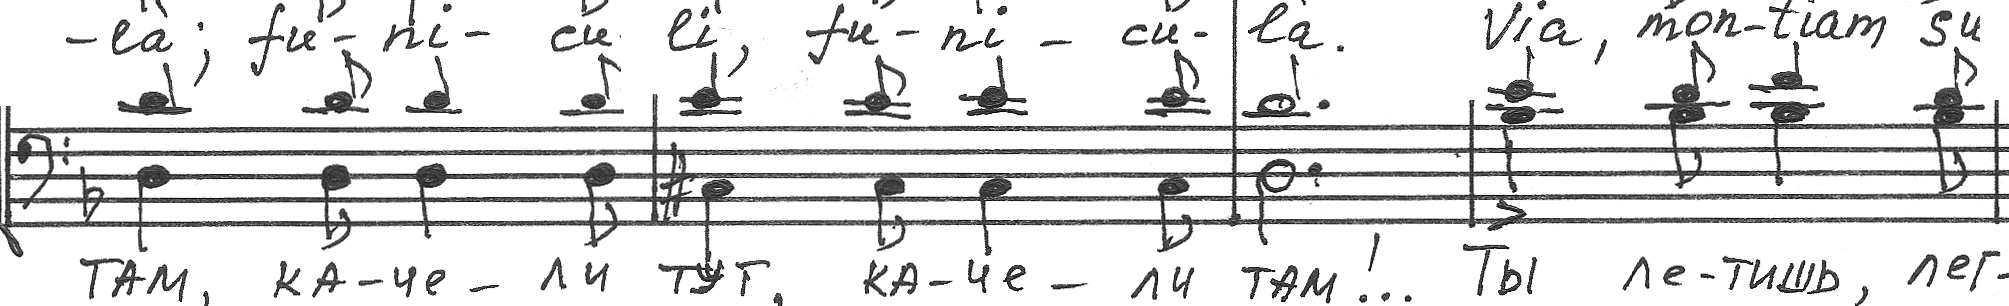 -la; fu-ni-cu li, fu-ni-cu-la. Via, mon-tiam su
ТАМ, КА-ЧЕ-ЛИ ТУТ, КА-ЧЕ-ЛИ ТАМ!... ТЫ ЛЕ-ТИШЬ, ЛЕГ-